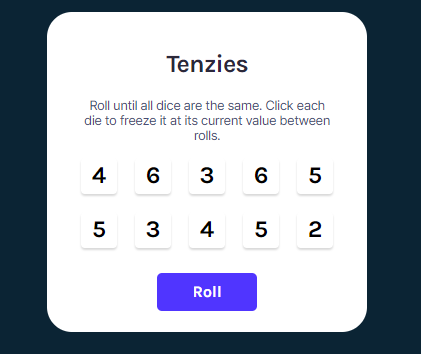 Tenzies
Roll until all dice are the same. Click each
die to freeze it at its current value between
rolls.
4 6 3 6 5
5 3 4 5 2
Roll